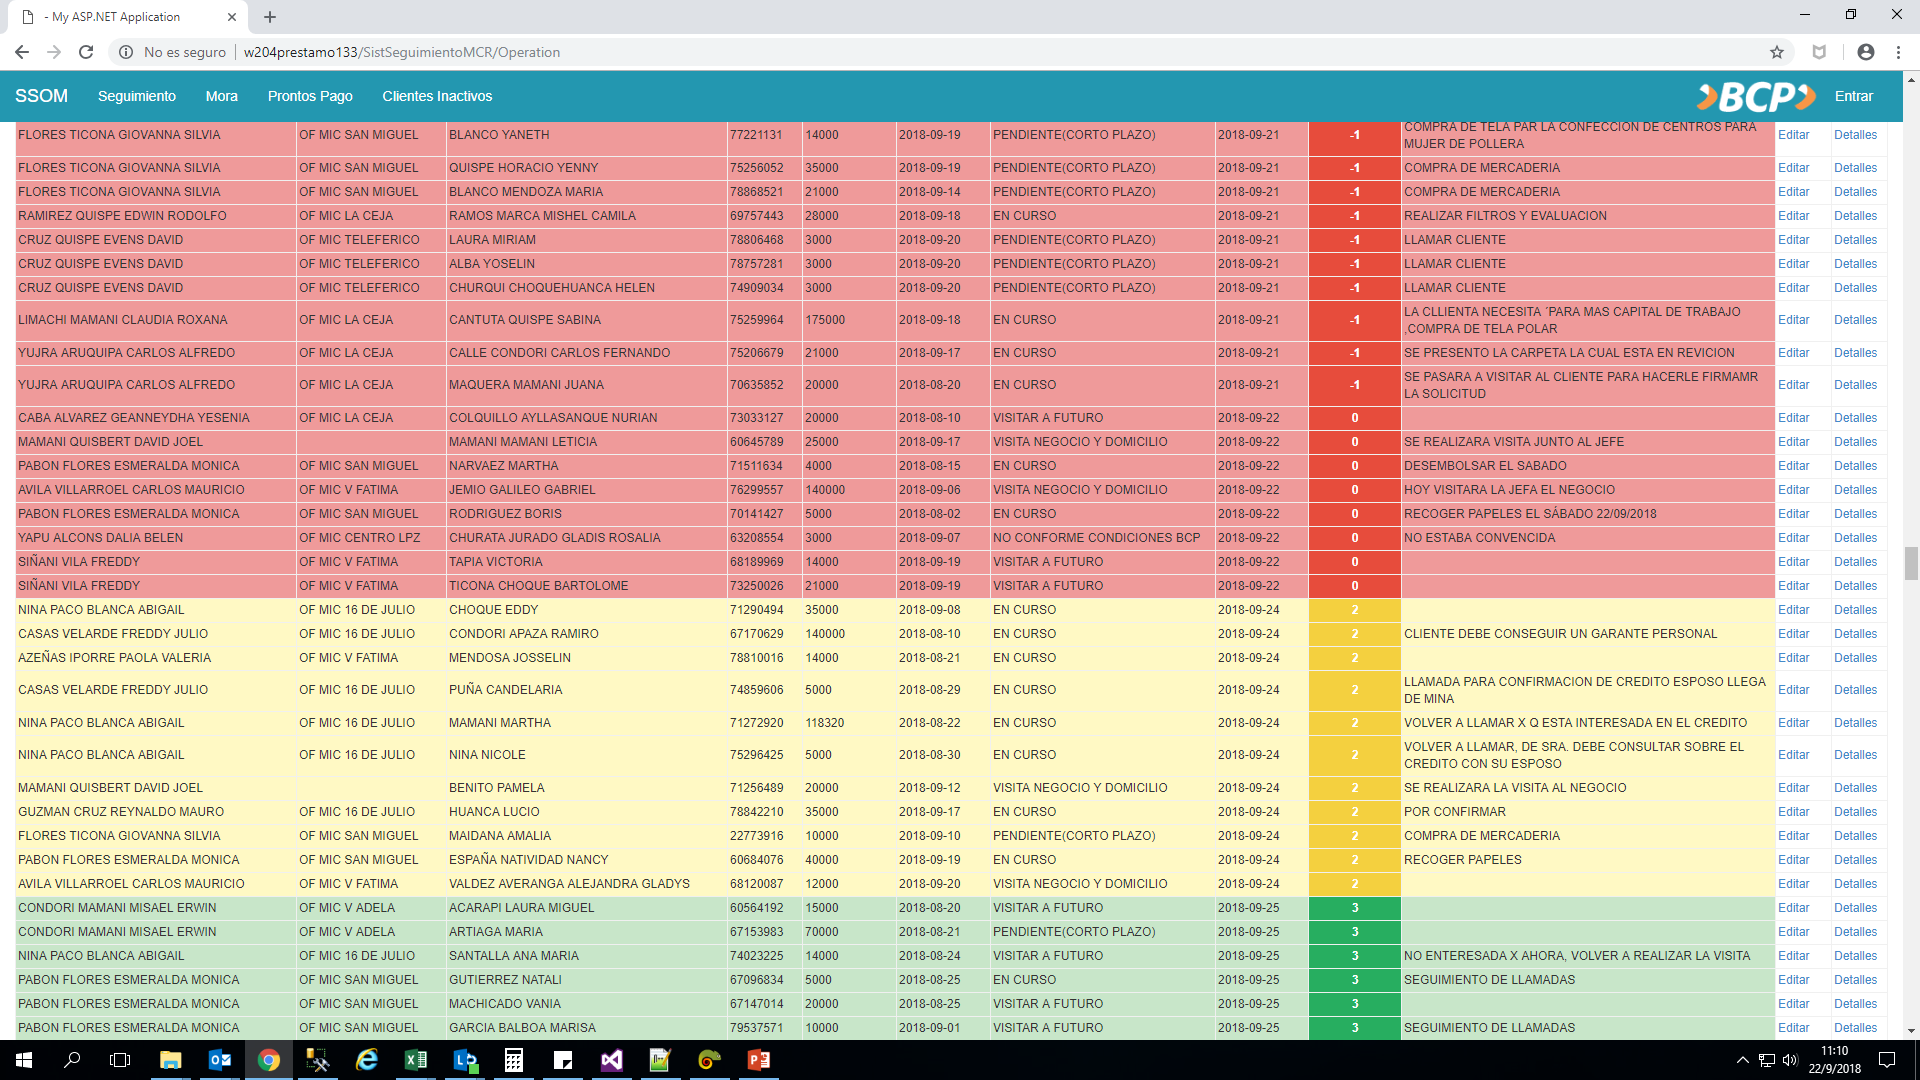 - My ASP.NET Application
No es seguro w204prestamo133/SistSeguimientoMCR/Operation
SSOM Seguimiento Mora Prontos Pago Clientes Inactivos BCP Entrar
FLORES TICONA GIOVANNA SILVIA OF MIC SAN MIGUEL BLANCO YANETH 77221131 14000 2018-09-19 PENDIENTE(CORTO PLAZO) 2018-09-21 -1 COMPRA DE TELA PAR LA CONFECCION DE CENTROS PARA MUJER DE POLLERA Editar Detalles
FLORES TICONA GIOVANNA SILVIA OF MIC SAN MIGUEL QUISPE HORACIO YENNY 75256052 35000 2018-09-19 PENDIENTE(CORTO PLAZO) 2018-09-21 -1 COMPRA DE MERCADERIA Editar Detalles
FLORES TICONA GIOVANNA SILVIA OF MIC SAN MIGUEL BLANCO MENDOZA MARIA 78868521 21000 2018-09-14 PENDIENTE(CORTO PLAZO) 2018-09-21 -1 COMPRA DE MERCADERIA Editar Detalles
RAMIREZ QUISPE EDWIN RODOLFO OF MIC LA CEJA RAMOS MARCA MISHEL CAMILA 69757443 28000 2018-09-18 EN CURSO 2018-09-21 -1 REALIZAR FILTROS Y EVALUACION Editar Detalles
CRUZ QUISPE EVENS DAVID OF MIC TELEFERICO LAURA MIRIAM 78806468 3000 2018-09-20 PENDIENTE(CORTO PLAZO) 2018-09-21 -1 LLAMAR CLIENTE Editar Detalles
CRUZ QUISPE EVENS DAVID OF MIC TELEFERICO ALBA YOSELIN 78757281 3000 2018-09-20 PENDIENTE(CORTO PLAZO) 2018-09-21 -1 LLAMAR CLIENTE Editar Detalles
CRUZ QUISPE EVENS DAVID OF MIC TELEFERICO CHURQUI CHOQUEHUANCA HELEN 74909034 3000 2018-09-20 PENDIENTE(CORTO PLAZO) 2018-09-21 -1 LLAMAR CLIENTE Editar Detalles
LIMACHI MAMANI CLAUDIA ROXANA OF MIC LA CEJA CANTUTA QUISPE SABINA 75259964 175000 2018-09-18 EN CURSO 2018-09-21 -1 LA CLLIENTA NECESITA ´PARA MAS CAPITAL DE TRABAJO ,COMPRA DE TELA POLAR Editar Detalles
YUJRA ARUQUIPA CARLOS ALFREDO OF MIC LA CEJA CALLE CONDORI CARLOS FERNANDO 75206679 21000 2018-09-17 EN CURSO 2018-09-21 -1 SE PRESENTO LA CARPETA LA CUAL ESTA EN REVICION Editar Detalles
YUJRA ARUQUIPA CARLOS ALFREDO OF MIC LA CEJA MAQUERA MAMANI JUANA 70635852 20000 2018-08-20 EN CURSO 2018-09-21 -1 SE PASARA A VISITAR AL CLIENTE PARA HACERLE FIRMAMR LA SOLICITUD Editar Detalles
CABA ALVAREZ GEANNEYDHA YESENIA OF MIC LA CEJA COLQUILLO AYLLASANQUE NURIAN 73033127 20000 2018-08-10 VISITAR A FUTURO 2018-09-22 0 Editar Detalles
MAMANI QUISBERT DAVID JOEL MAMANI MAMANI LETICIA 60645789 25000 2018-09-17 VISITA NEGOCIO Y DOMICILIO 2018-09-22 0 SE REALIZARA VISITA JUNTO AL JEFE Editar Detalles
PABON FLORES ESMERALDA MONICA OF MIC SAN MIGUEL NARVAEZ MARTHA 71511634 4000 2018-08-15 EN CURSO 2018-09-22 0 DESEMBOLSAR EL SABADO Editar Detalles
AVILA VILLARROEL CARLOS MAURICIO OF MIC V FATIMA JEMIO GALILEO GABRIEL 76299557 140000 2018-09-06 VISITA NEGOCIO Y DOMICILIO 2018-09-22 0 HOY VISITARA LA JEFA EL NEGOCIO Editar Detalles
PABON FLORES ESMERALDA MONICA OF MIC SAN MIGUEL RODRIGUEZ BORIS 70141427 5000 2018-08-02 EN CURSO 2018-09-22 0 RECOGER PAPELES EL SÁBADO 22/09/2018 Editar Detalles
YAPU ALCONS DALIA BELEN OF MIC CENTRO LPZ CHURATA JURADO GLADIS ROSALIA 63208554 3000 2018-09-07 NO CONFORME CONDICIONES BCP 2018-09-22 0 NO ESTABA CONVENCIDA Editar Detalles
SIÑANI VILA FREDDY OF MIC V FATIMA TAPIA VICTORIA 68189969 14000 2018-09-19 VISITAR A FUTURO 2018-09-22 0 Editar Detalles
SIÑANI VILA FREDDY OF MIC V FATIMA TICONA CHOQUE BARTOLOME 73250026 21000 2018-09-19 VISITAR A FUTURO 2018-09-22 0 Editar Detalles
NINA PACO BLANCA ABIGAIL OF MIC 16 DE JULIO CHOQUE EDDY 71290494 35000 2018-09-08 EN CURSO 2018-09-24 2 Editar Detalles
CASAS VELARDE FREDDY JULIO OF MIC 16 DE JULIO CONDORI APAZA RAMIRO 67170629 140000 2018-08-10 EN CURSO 2018-09-24 2 CLIENTE DEBE CONSEGUIR UN GARANTE PERSONAL Editar Detalles
AZEÑAS IPORRE PAOLA VALERIA OF MIC V FATIMA MENDOSA JOSSELIN 78810016 14000 2018-08-21 EN CURSO 2018-09-24 2 Editar Detalles
CASAS VELARDE FREDDY JULIO OF MIC 16 DE JULIO PUÑA CANDELARIA 74859606 5000 2018-08-29 EN CURSO 2018-09-24 2 LLAMADA PARA CONFIRMACION DE CREDITO ESPOSO LLEGA DE MINA Editar Detalles
NINA PACO BLANCA ABIGAIL OF MIC 16 DE JULIO MAMANI MARTHA 71272920 118320 2018-08-22 EN CURSO 2018-09-24 2 VOLVER A LLAMAR X Q ESTA INTERESADA EN EL CREDITO Editar Detalles
NINA PACO BLANCA ABIGAIL OF MIC 16 DE JULIO NINA NICOLE 75296425 5000 2018-08-30 EN CURSO 2018-09-24 2 VOLVER A LLAMAR, DE SRA. DEBE CONSULTAR SOBRE EL CREDITO CON SU ESPOSO Editar Detalles
MAMANI QUISBERT DAVID JOEL BENITO PAMELA 71256489 20000 2018-09-12 VISITA NEGOCIO Y DOMICILIO 2018-09-24 2 SE REALIZARA LA VISITA AL NEGOCIO Editar Detalles
GUZMAN CRUZ REYNALDO MAURO OF MIC 16 DE JULIO HUANCA LUCIO 78842210 35000 2018-09-17 EN CURSO 2018-09-24 2 POR CONFIRMAR Editar Detalles
FLORES TICONA GIOVANNA SILVIA OF MIC SAN MIGUEL MAIDANA AMALIA 22773916 10000 2018-09-10 PENDIENTE(CORTO PLAZO) 2018-09-24 2 COMPRA DE MERCADERIA Editar Detalles
PABON FLORES ESMERALDA MONICA OF MIC SAN MIGUEL ESPAÑA NATIVIDAD NANCY 60684076 40000 2018-09-19 EN CURSO 2018-09-24 2 RECOGER PAPELES Editar Detalles
AVILA VILLARROEL CARLOS MAURICIO OF MIC V FATIMA VALDEZ AVERANGA ALEJANDRA GLADYS 68120087 12000 2018-09-20 VISITA NEGOCIO Y DOMICILIO 2018-09-24 2 Editar Detalles
CONDORI MAMANI MISAEL ERWIN OF MIC V ADELA ACARAPI LAURA MIGUEL 60564192 15000 2018-08-20 VISITAR A FUTURO 2018-09-25 3 Editar Detalles
CONDORI MAMANI MISAEL ERWIN OF MIC V ADELA ARTIAGA MARIA 67153983 70000 2018-08-21 PENDIENTE(CORTO PLAZO) 2018-09-25 3 Editar Detalles
NINA PACO BLANCA ABIGAIL OF MIC 16 DE JULIO SANTALLA ANA MARIA 74023225 14000 2018-08-24 VISITAR A FUTURO 2018-09-25 3 NO ENTERESADA X AHORA, VOLVER A REALIZAR LA VISITA Editar Detalles
PABON FLORES ESMERALDA MONICA OF MIC SAN MIGUEL GUTIERREZ NATALI 67096834 5000 2018-08-25 EN CURSO 2018-09-25 3 SEGUIMIENTO DE LLAMADAS Editar Detalles
PABON FLORES ESMERALDA MONICA OF MIC SAN MIGUEL MACHICADO VANIA 67147014 20000 2018-08-25 VISITAR A FUTURO 2018-09-25 3 Editar Detalles
PABON FLORES ESMERALDA MONICA OF MIC SAN MIGUEL GARCIA BALBOA MARISA 79537571 10000 2018-09-01 VISITAR A FUTURO 2018-09-25 3 SEGUIMIENTO DE LLAMADAS Editar Detalles
11:10
22/9/2018